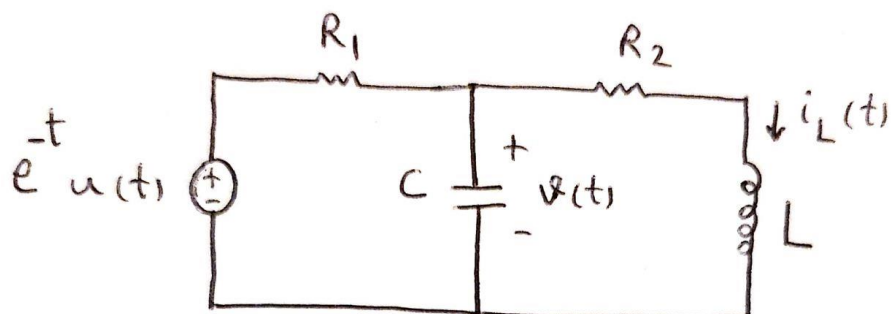 R₁
R₂
e⁻ᵗ u(t)
+
-
C
+
v(t)
-
↓ i_L(t)
L